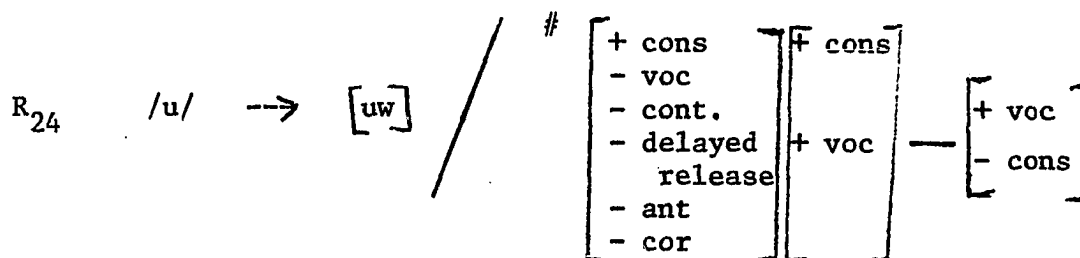 R24 /u/ --> [uw] / # [+ cons - voc - cont. - delayed release - ant - cor] [+ cons + voc] — [+ voc - cons]